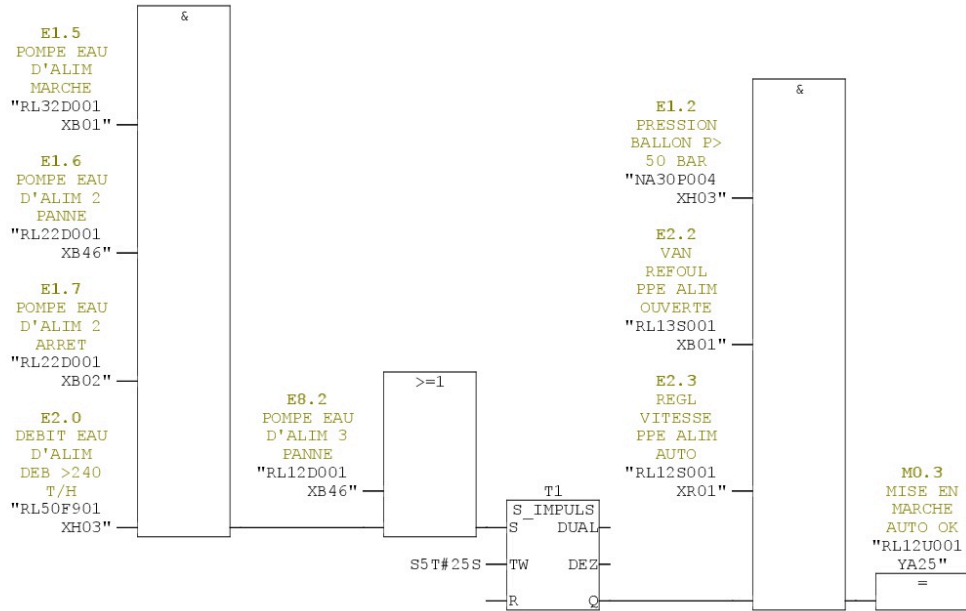 &
E1.5
POMPE EAU
D'ALIM
MARCHE
"RL32D001
XB01"
E1.6
POMPE EAU
D'ALIM 2
PANNE
"RL22D001
XB46"
E1.7
POMPE EAU
D'ALIM 2
ARRET
"RL22D001
XB02"
E2.0
DEBIT EAU
D'ALIM
DEB >240
T/H
"RL50F901
XH03"
>=1
E8.2
POMPE EAU
D'ALIM 3
PANNE
"RL12D001
XB46"
T1
S_IMPULS
S DUAL
S5T#25S TW DEZ
R Q
&
E1.2
PRESSION
BALLON P>
50 BAR
"NA30P004
XH03"
E2.2
VAN
REFOUL
PPE ALIM
OUVERTE
"RL13S001
XB01"
E2.3
REGL
VITESSE
PPE ALIM
AUTO
"RL12S001
XR01"
M0.3
MISE EN
MARCHE
AUTO OK
"RL12U001
YA25"
=